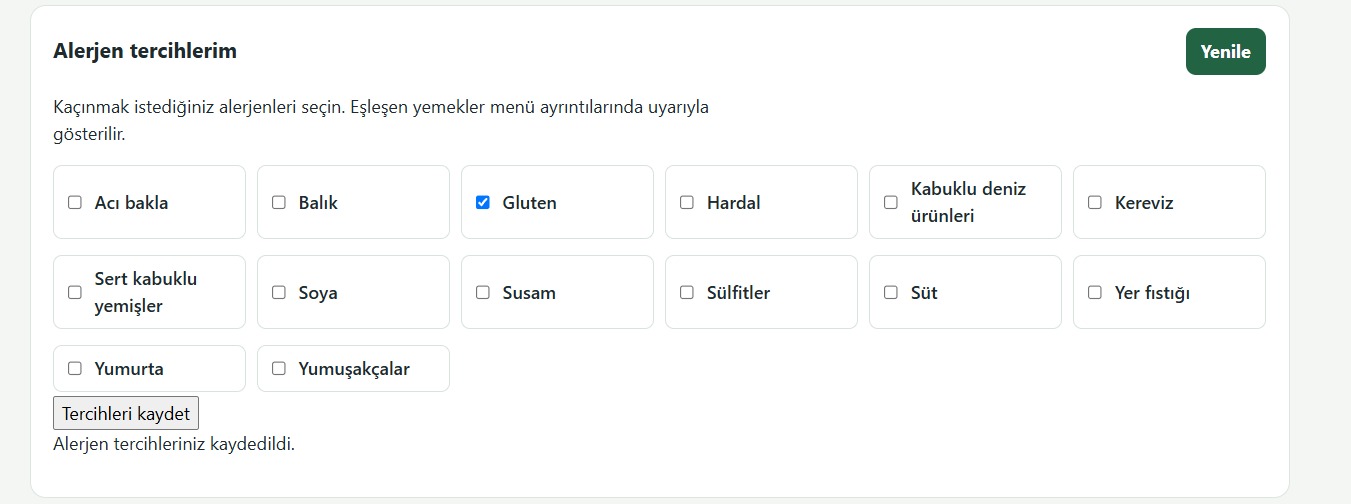 Alerjen tercihlerim
Yenile
Kaçınmak istediğiniz alerjenleri seçin. Eşleşen yemekler menü ayrıntılarında uyarıyla
gösterilir.
Acı bakla
Balık
Gluten
Hardal
Kabuklu deniz
ürünleri
Kereviz
Sert kabuklu
yemişler
Soya
Susam
Sülfitler
Süt
Yer fıstığı
Yumurta
Yumuşakçalar
Tercihleri kaydet
Alerjen tercihleriniz kaydedildi.